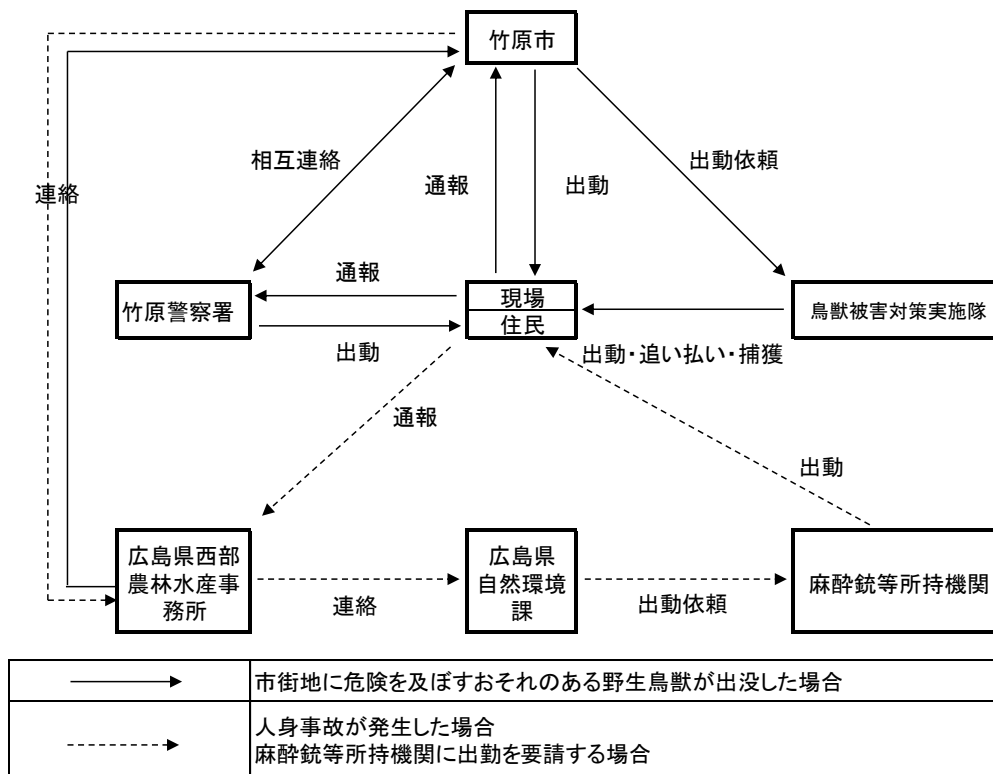 竹原市
相互連絡
連絡
通報
出動
出動依頼
通報
竹原警察署
現場
住民
鳥獣被害対策実施隊
出動
出動・追い払い・捕獲
通報
出動
広島県西部
農林水産事
務所
連絡
広島県
自然環境
課
出動依頼
麻酔銃等所持機関
市街地に危険を及ぼすおそれのある野生鳥獣が出没した場合
人身事故が発生した場合
麻酔銃等所持機関に出勤を要請する場合